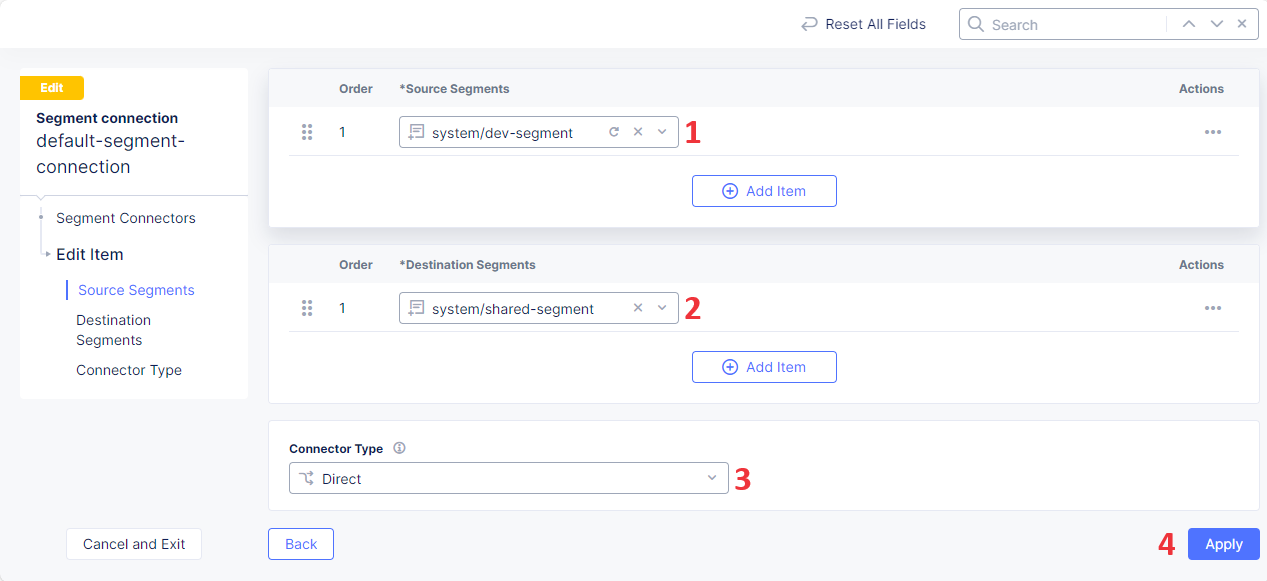 Reset All Fields
Search
Edit
Segment connection
default-segment-
connection
Segment Connectors
Edit Item
Source Segments
Destination
Segments
Connector Type
Order *Source Segments Actions
1 system/dev-segment 1
Add Item
Order *Destination Segments Actions
1 system/shared-segment 2
Add Item
Connector Type
Direct 3
Cancel and Exit Back 4 Apply